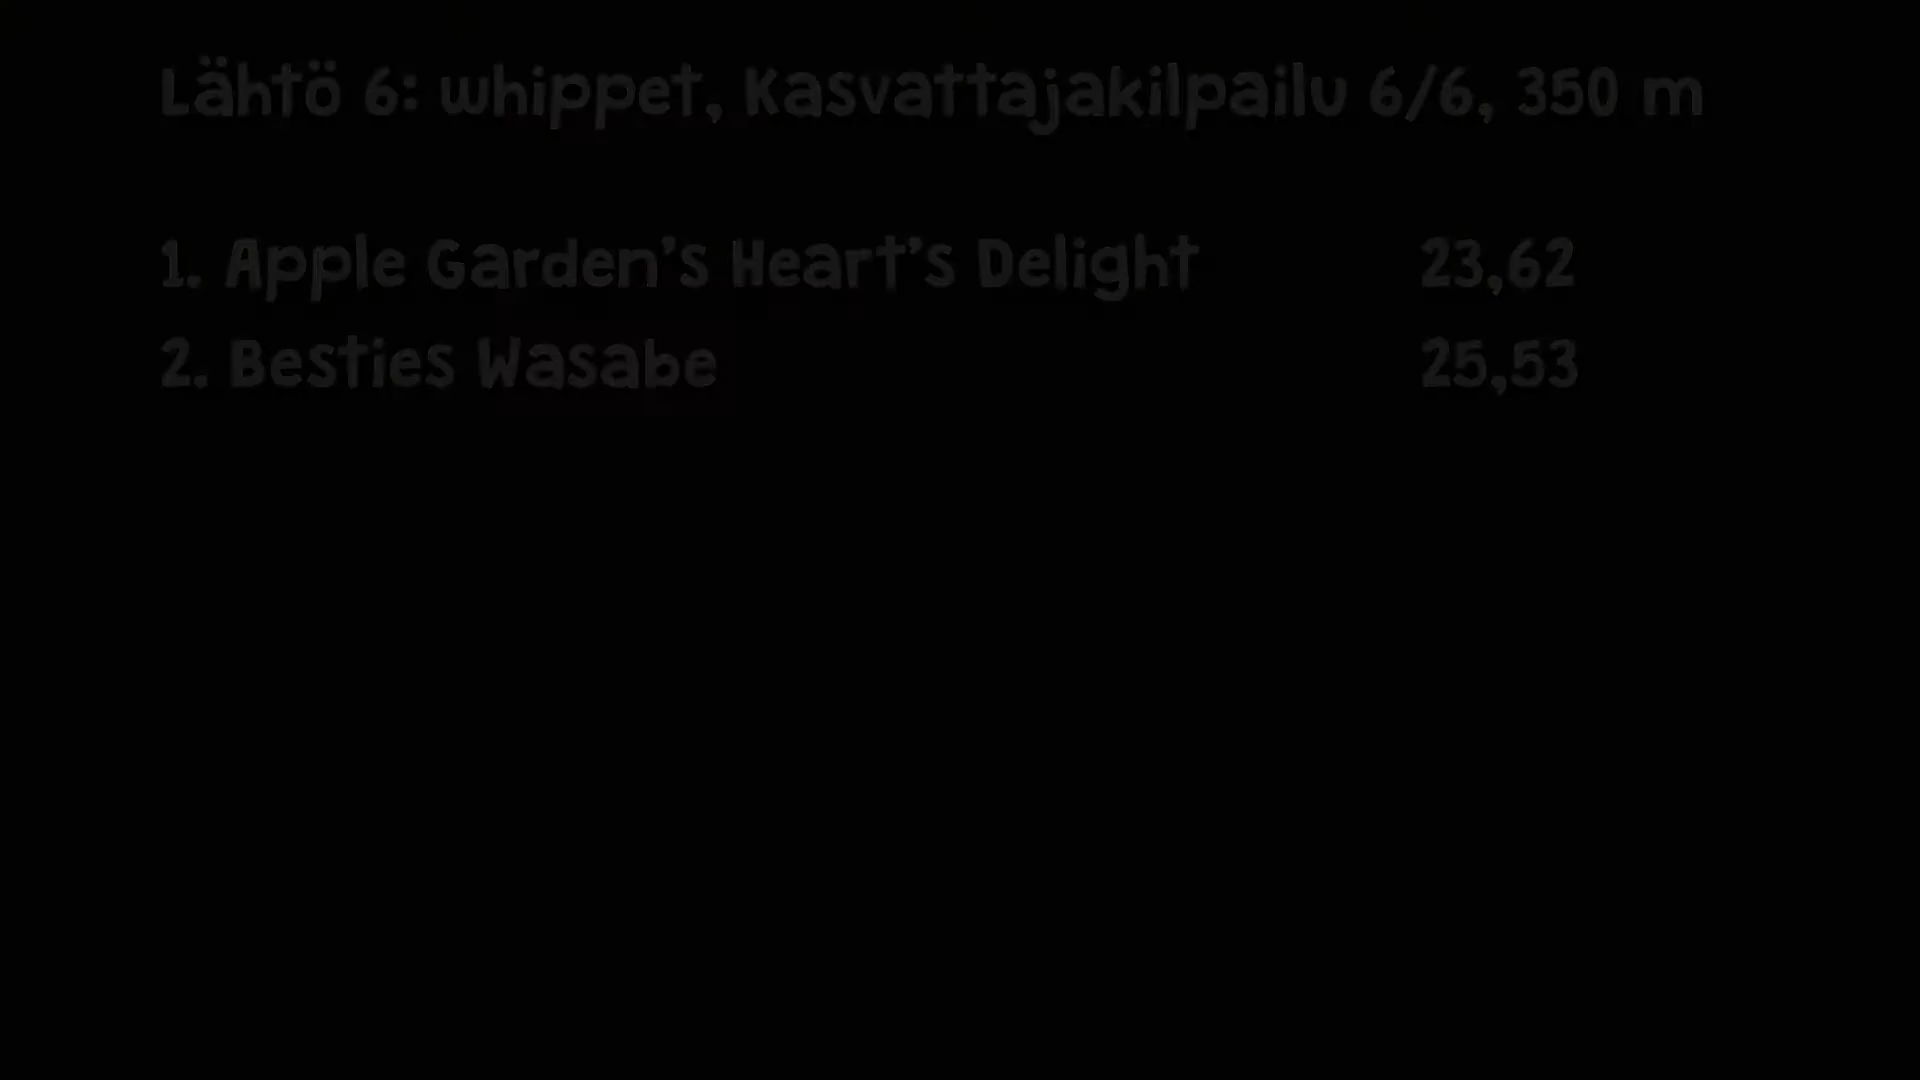 Lähtö 6: whippet, Kasvattajakilpailu 6/6, 350 m
1. Apple Garden's Heart's Delight 23,62
2. Besties Wasabe 25,53